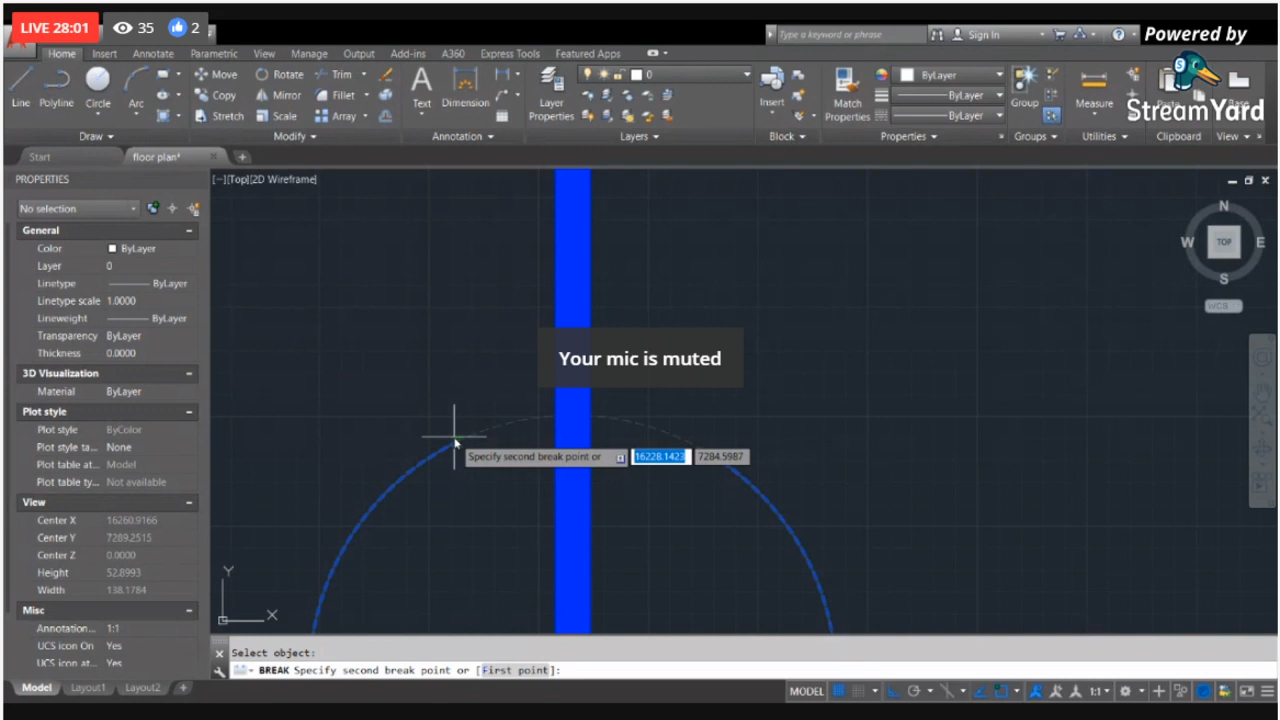 LIVE 28:01
35
2
Type a keyword or phrase
Sign In
Powered by
StreamYard
Home
Insert
Annotate
Parametric
View
Manage
Output
Add-ins
A360
Express Tools
Featured Apps
Line
Polyline
Circle
Arc
Move
Copy
Stretch
Rotate
Mirror
Scale
Trim
Fillet
Array
Text
Dimension
Layer
Properties
0
Insert
Match
Properties
ByLayer
ByLayer
ByLayer
Group
Measure
Paste
Base
Draw
Modify
Annotation
Layers
Block
Properties
Groups
Utilities
Clipboard
View
Start
floor plan*
PROPERTIES
No selection
General
Color ByLayer
Layer 0
Linetype ByLayer
Linetype scale 1.0000
Lineweight ByLayer
Transparency ByLayer
Thickness 0.0000
3D Visualization
Material ByLayer
Plot style
Plot style ByColor
Plot style ta... None
Plot table at... Model
Plot table ty... Not available
View
Center X 16260.9166
Center Y 7289.2515
Center Z 0.0000
Height 52.8993
Width 138.1784
Misc
Annotation... 1:1
UCS icon On Yes
UCS icon at... Yes
[−][Top][2D Wireframe]
N
W
TOP
E
S
WCS
Your mic is muted
Specify second break point or
16228.1423
7284.5987
Y
X
Select object:
BREAK Specify second break point or [First point]:
Model
Layout1
Layout2
MODEL
1:1